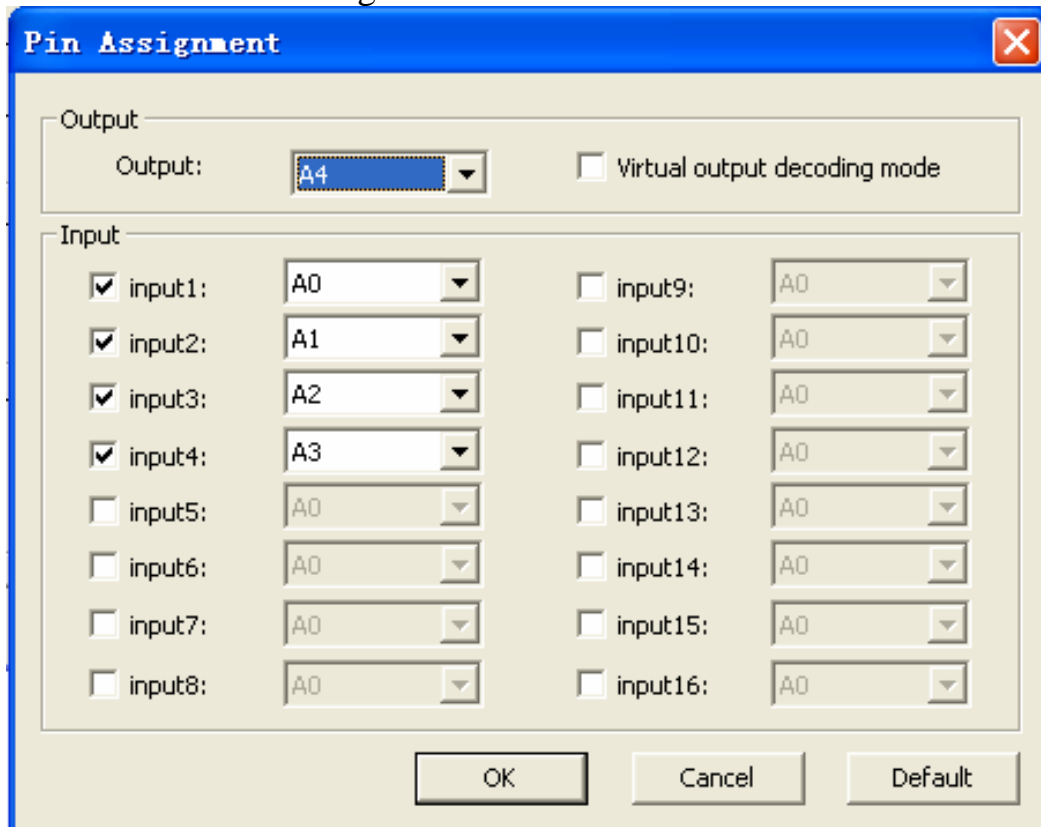 Pin Assignment
Output
Output: A4 Virtual output decoding mode
Input
input1: A0 input9: A0
input2: A1 input10: A0
input3: A2 input11: A0
input4: A3 input12: A0
input5: A0 input13: A0
input6: A0 input14: A0
input7: A0 input15: A0
input8: A0 input16: A0
OK Cancel Default